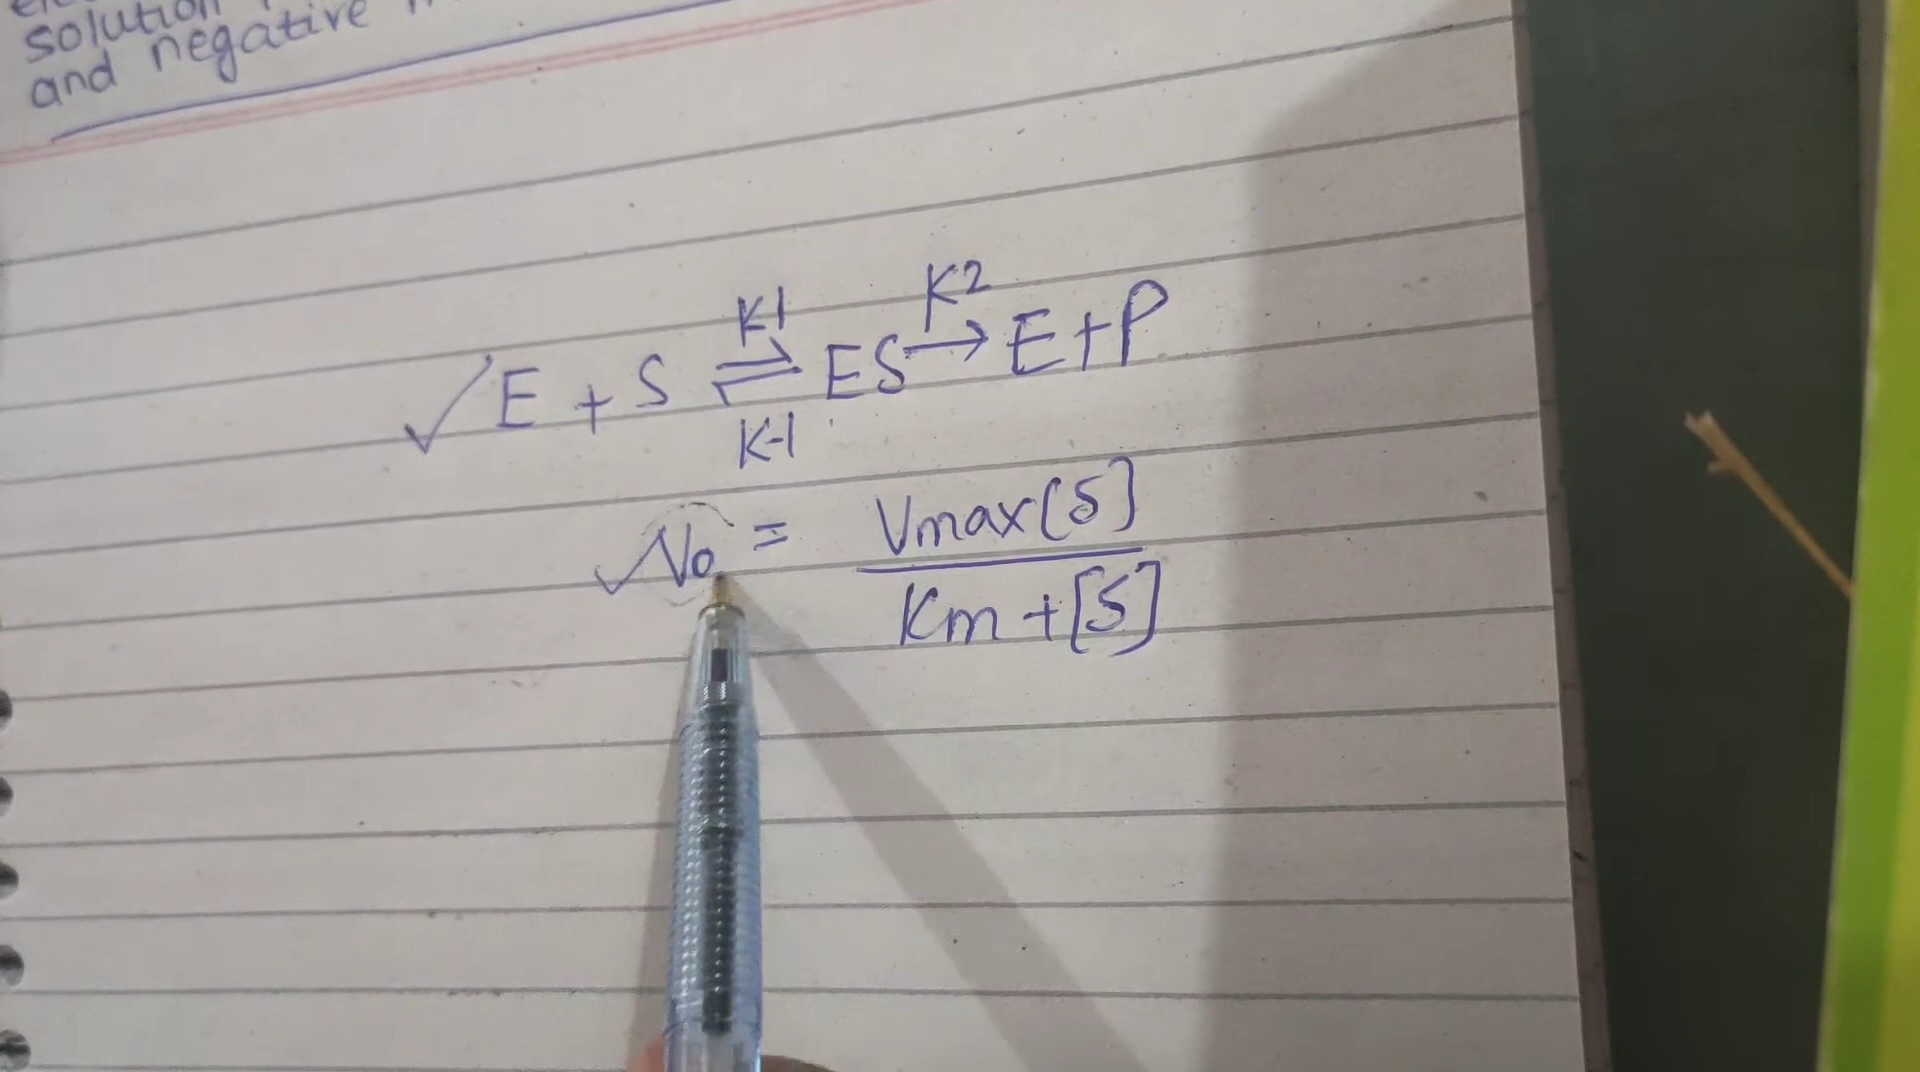 solution
and negative
K1 K2
E + S ⇌ ES → E+P
K-1
Vo = Vmax[S]
Km + [S]